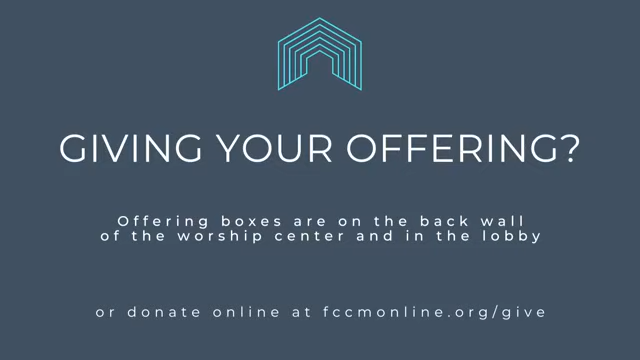 GIVING YOUR OFFERING?
Offering boxes are on the back wall
of the worship center and in the lobby
or donate online at fccmonline.org/give